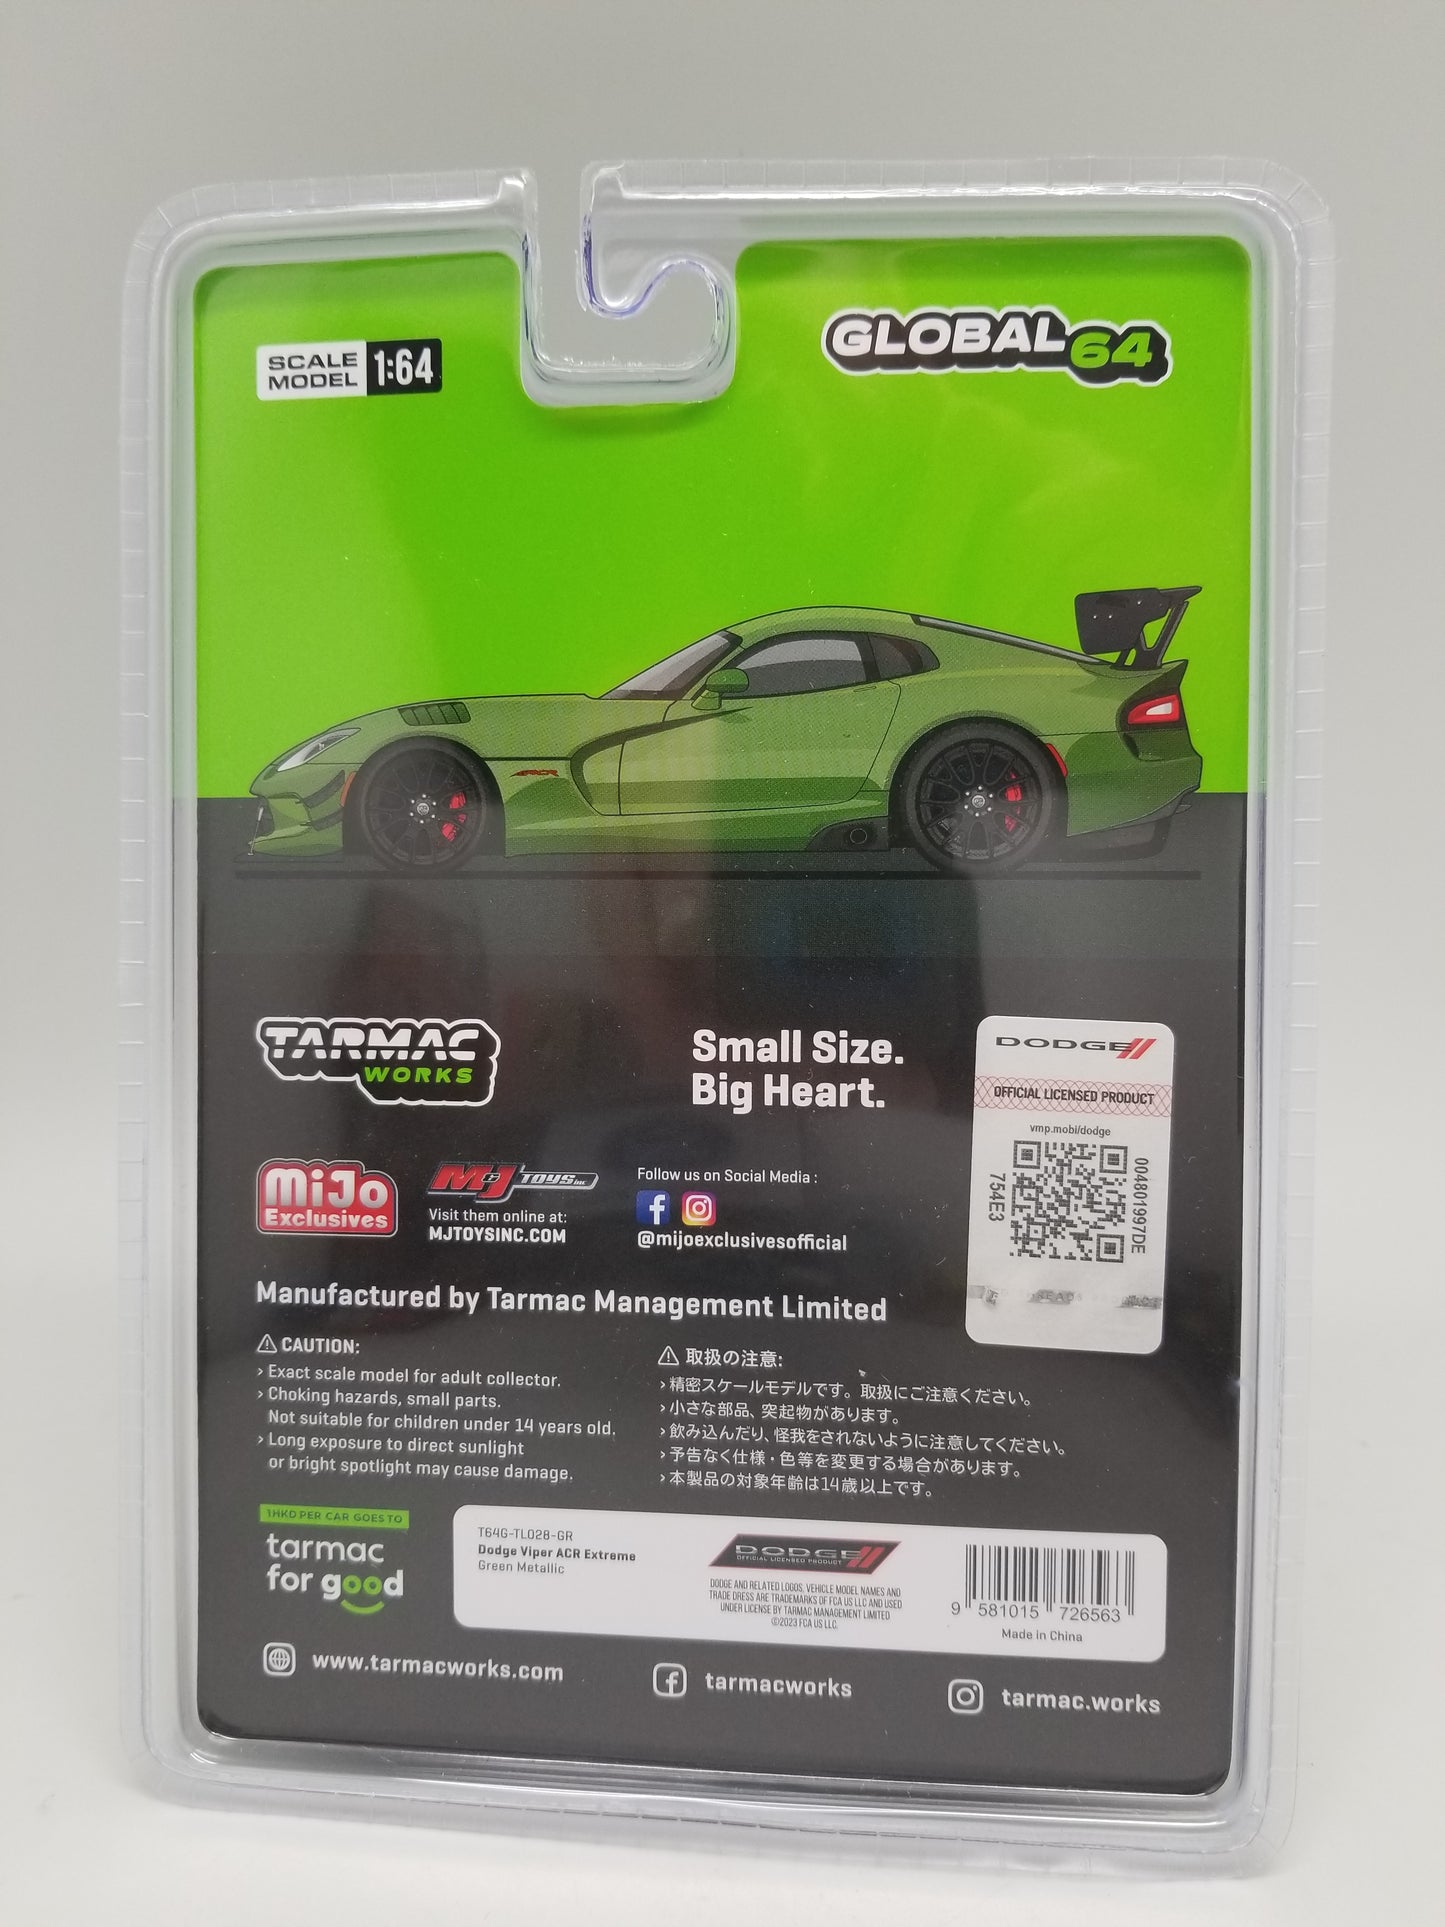 SCALE MODEL 1:64
GLOBAL64
ACR
TARMAC
WORKS
Small Size.
Big Heart.
DODGE
OFFICIAL LICENSED PRODUCT
vmp.mobi/dodge
004801997DE
754E3
MiJo
Exclusives
M&J TOYS INC
Visit them online at:
MJTOYSINC.COM
Follow us on Social Media :
@mijoexclusivesofficial
Manufactured by Tarmac Management Limited
CAUTION:
› Exact scale model for adult collector.
› Choking hazards, small parts.
Not suitable for children under 14 years old.
› Long exposure to direct sunlight
or bright spotlight may cause damage.
取扱の注意:
›精密スケールモデルです。取扱にご注意ください。
›小さな部品、突起物があります。
›飲み込んだり、怪我をされないように注意してください。
›予告なく仕様・色等を変更する場合があります。
›本製品の対象年齢は14歳以上です。
1HKD PER CAR GOES TO
tarmac
for good
T64G-TL028-GR
Dodge Viper ACR Extreme
Green Metallic
DODGE
OFFICIAL LICENSED PRODUCT
DODGE AND RELATED LOGOS, VEHICLE MODEL NAMES AND
TRADE DRESS ARE TRADEMARKS OF FCA US LLC AND USED
UNDER LICENSE BY TARMAC MANAGEMENT LIMITED
©2023 FCA US LLC.
9 581015 726563
Made in China
www.tarmacworks.com
tarmacworks
tarmac.works